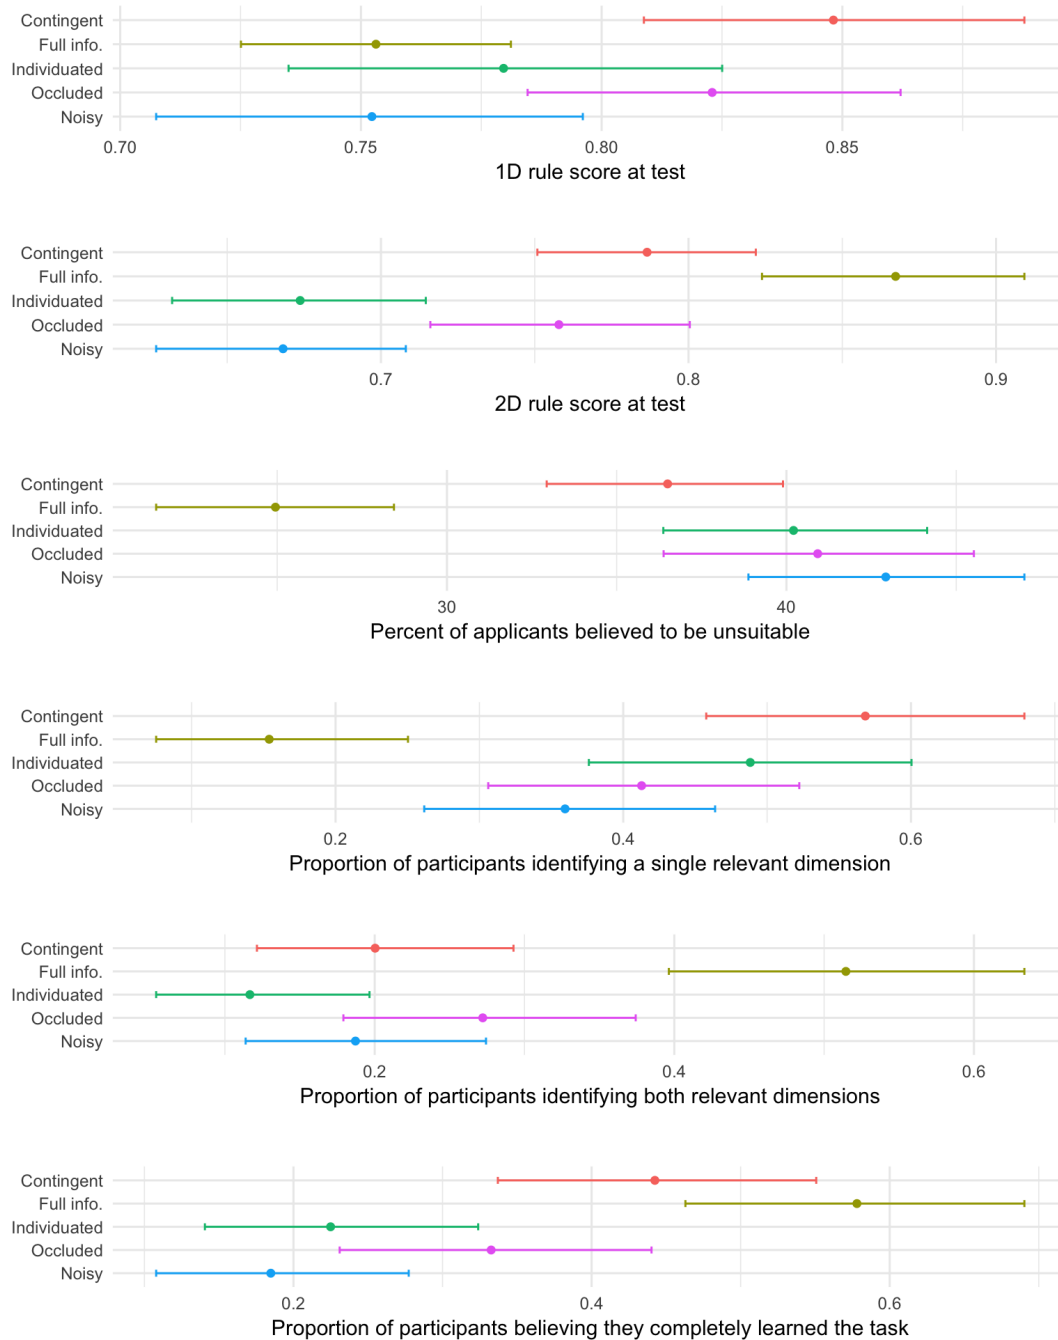 Contingent
Full info.
Individuated
Occluded
Noisy
0.70 0.75 0.80 0.85
1D rule score at test
Contingent
Full info.
Individuated
Occluded
Noisy
0.7 0.8 0.9
2D rule score at test
Contingent
Full info.
Individuated
Occluded
Noisy
30 40
Percent of applicants believed to be unsuitable
Contingent
Full info.
Individuated
Occluded
Noisy
0.2 0.4 0.6
Proportion of participants identifying a single relevant dimension
Contingent
Full info.
Individuated
Occluded
Noisy
0.2 0.4 0.6
Proportion of participants identifying both relevant dimensions
Contingent
Full info.
Individuated
Occluded
Noisy
0.2 0.4 0.6
Proportion of participants believing they completely learned the task